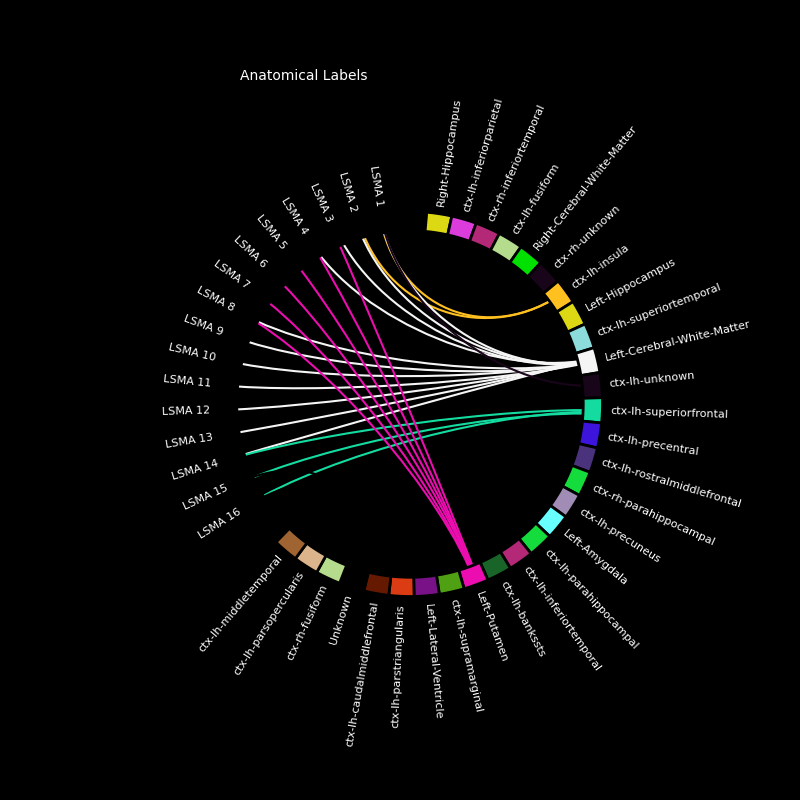 Anatomical Labels
Right-Hippocampus
ctx-lh-inferiorparietal
ctx-rh-inferiortemporal
ctx-lh-fusiform
Right-Cerebral-White-Matter
ctx-rh-unknown
ctx-lh-insula
Left-Hippocampus
ctx-lh-superiortemporal
Left-Cerebral-White-Matter
ctx-lh-unknown
ctx-lh-superiorfrontal
ctx-lh-precentral
ctx-lh-rostralmiddlefrontal
ctx-rh-parahippocampal
ctx-lh-precuneus
Left-Amygdala
ctx-lh-parahippocampal
ctx-lh-inferiortemporal
ctx-lh-bankssts
Left-Putamen
ctx-lh-supramarginal
Left-Lateral-Ventricle
ctx-lh-parstriangularis
ctx-lh-caudalmiddlefrontal
Unknown
ctx-rh-fusiform
ctx-lh-parsopercularis
ctx-lh-middletemporal
LSMA 16
LSMA 15
LSMA 14
LSMA 13
LSMA 12
LSMA 11
LSMA 10
LSMA 9
LSMA 8
LSMA 7
LSMA 6
LSMA 5
LSMA 4
LSMA 3
LSMA 2
LSMA 1